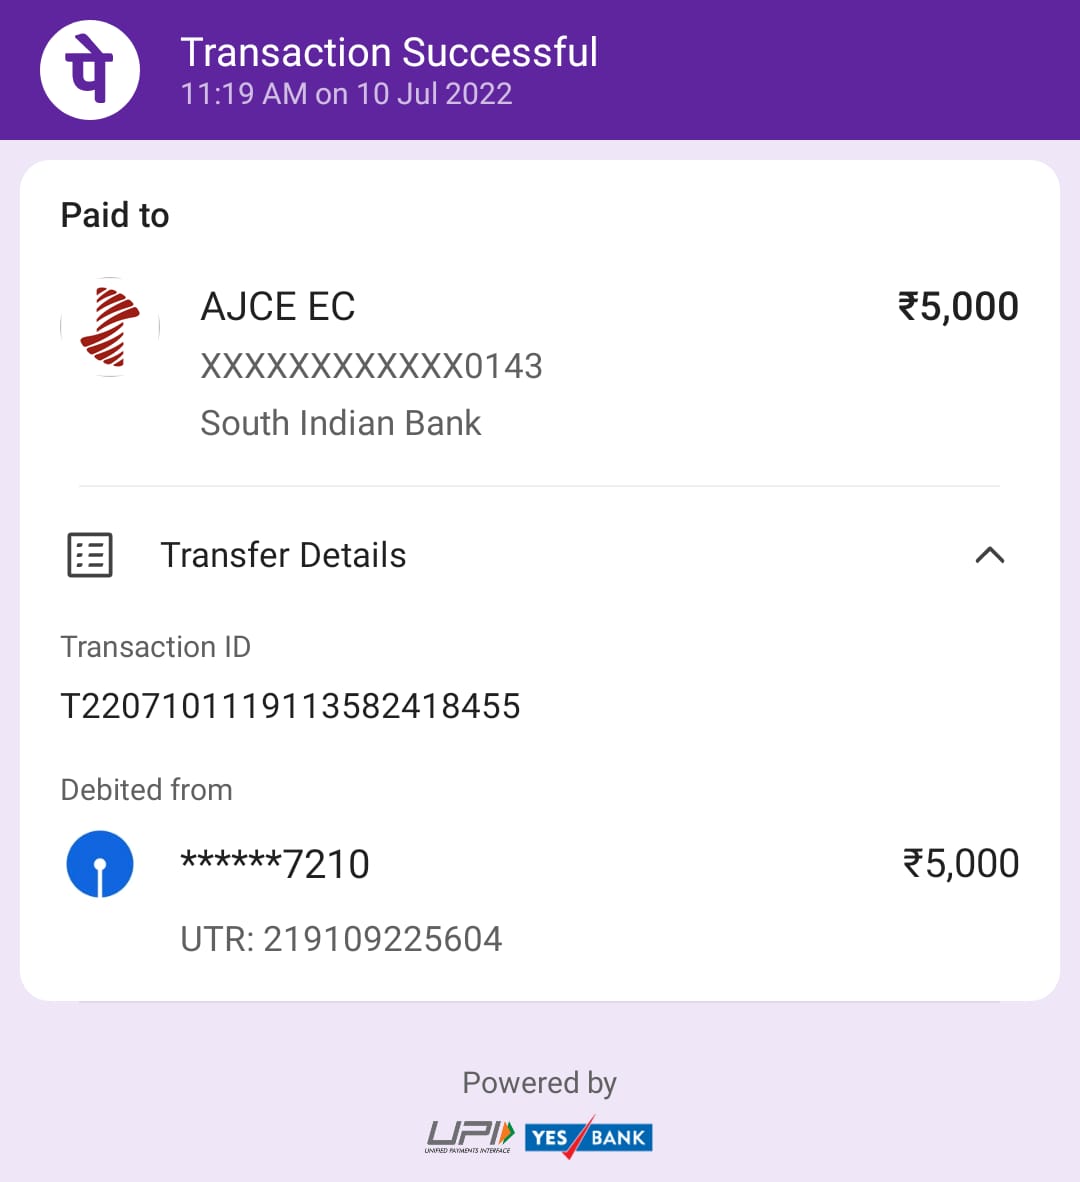 पे
Transaction Successful
11:19 AM on 10 Jul 2022
Paid to
AJCE EC
₹5,000
XXXXXXXXXXXX0143
South Indian Bank
Transfer Details
Transaction ID
T2207101119113582418455
Debited from
******7210
₹5,000
UTR: 219109225604
Powered by
UPI
UNIFIED PAYMENTS INTERFACE
YES BANK